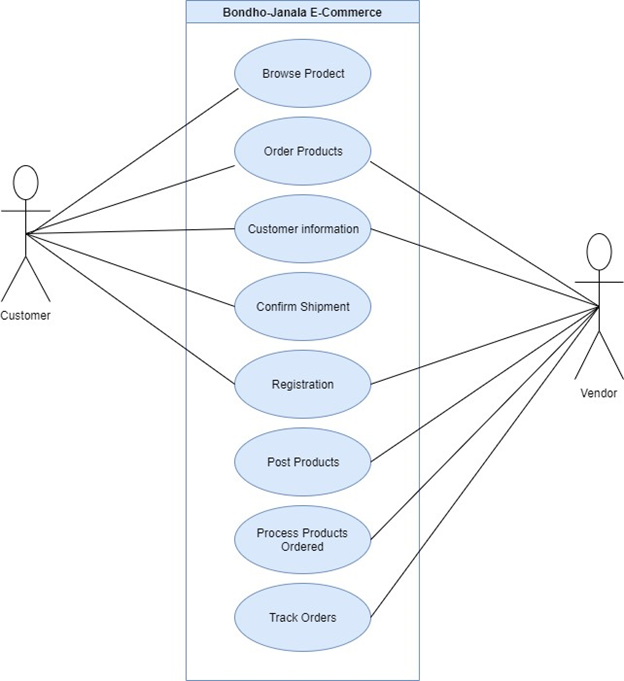 Bondho-Janala E-Commerce
Browse Prodect
Order Products
Customer information
Confirm Shipment
Customer
Registration
Vendor
Post Products
Process Products
Ordered
Track Orders